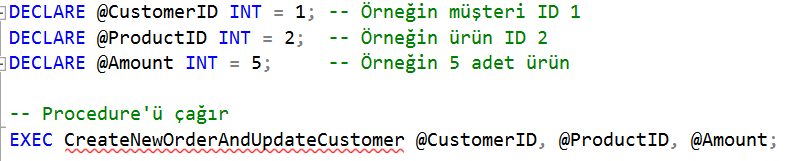 DECLARE @CustomerID INT = 1; -- Örneğin müşteri ID 1
DECLARE @ProductID INT = 2; -- Örneğin ürün ID 2
DECLARE @Amount INT = 5; -- Örneğin 5 adet ürün
-- Procedure'ü çağır
EXEC CreateNewOrderAndUpdateCustomer @CustomerID, @ProductID, @Amount;